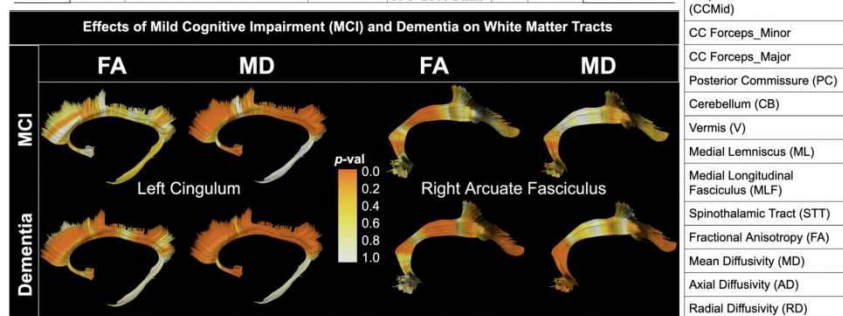 (CCMid)
Effects of Mild Cognitive Impairment (MCI) and Dementia on White Matter Tracts
FA MD FA MD
MCI
p-val
0.0
0.2
0.4
0.6
0.8
1.0
Left Cingulum
Right Arcuate Fasciculus
Dementia
CC Forceps_Minor
CC Forceps_Major
Posterior Commissure (PC)
Cerebellum (CB)
Vermis (V)
Medial Lemniscus (ML)
Medial Longitudinal
Fasciculus (MLF)
Spinothalamic Tract (STT)
Fractional Anisotropy (FA)
Mean Diffusivity (MD)
Axial Diffusivity (AD)
Radial Diffusivity (RD)